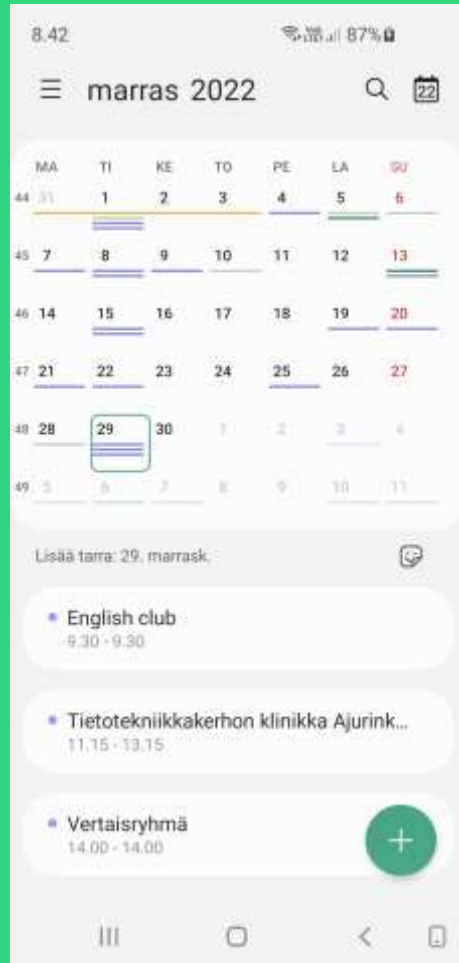 8.42 87%
marras 2022 22
MA TI KE TO PE LA SU
44 31 1 2 3 4 5 6
45 7 8 9 10 11 12 13
46 14 15 16 17 18 19 20
47 21 22 23 24 25 26 27
48 28 29 30 1 2 3 4
49 5 6 7 8 9 10 11
Lisää tarra: 29. marrask.
English club
9.30 - 9.30
Tietotekniikkakerhon klinikka Ajurink...
11.15 - 13.15
Vertaisryhmä
14.00 - 14.00